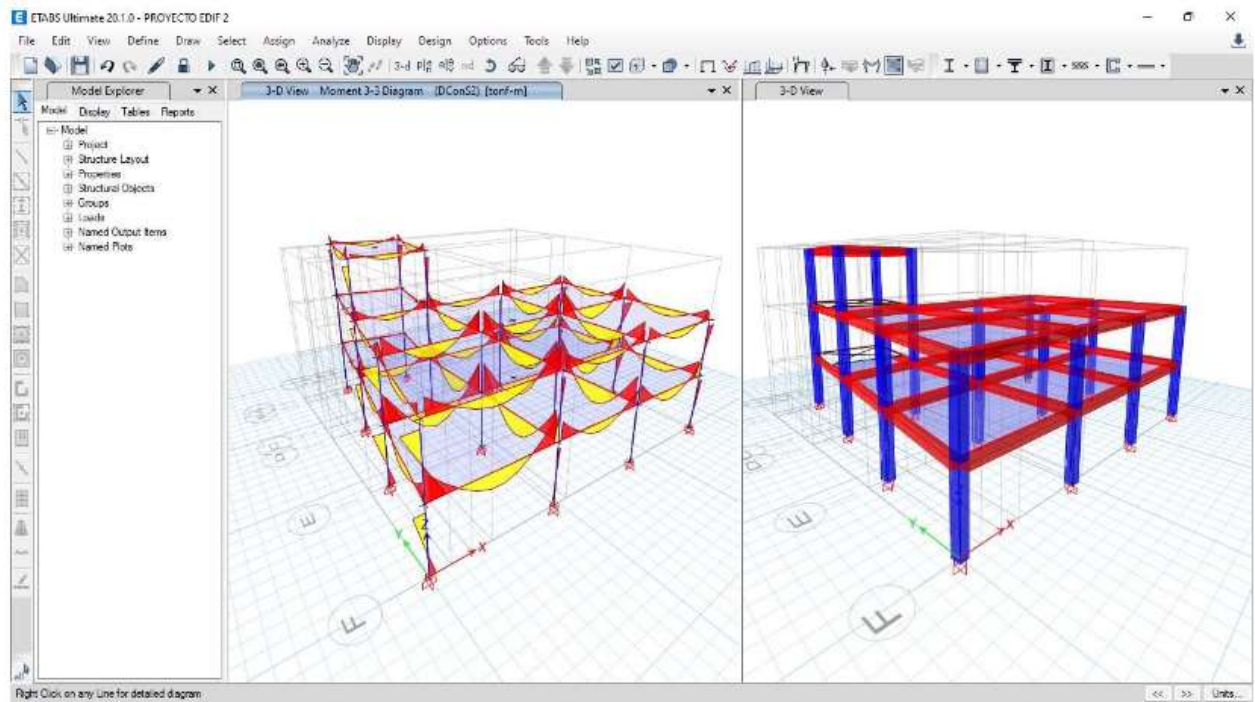 ETABS Ultimate 20.1.0 - PROYECTO EDIF 2
File Edit View Define Draw Select Assign Analyze Display Design Options Tools Help
3-d
nd
Model Explorer
3-D View Moment 3-3 Diagram (DConS2) [tonf-m]
3-D View
Model Display Tables Reports
Model
Project
Structure Layout
Properties
Structural Objects
Groups
Loads
Named Output Items
Named Plots
E
F
X
Y
Z
E
F
X
Y
Right Click on any Line for detailed diagram
<< >> Units...